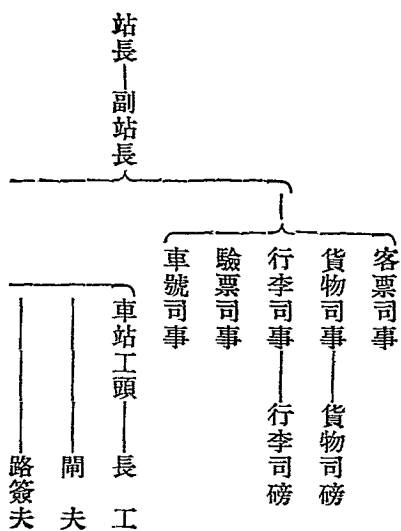 站長—副站長
客票司事
貨物司事—貨物司磅
行李司事—行李司磅
驗票司事
車號司事
車站工頭—長工
閘夫
路簽夫